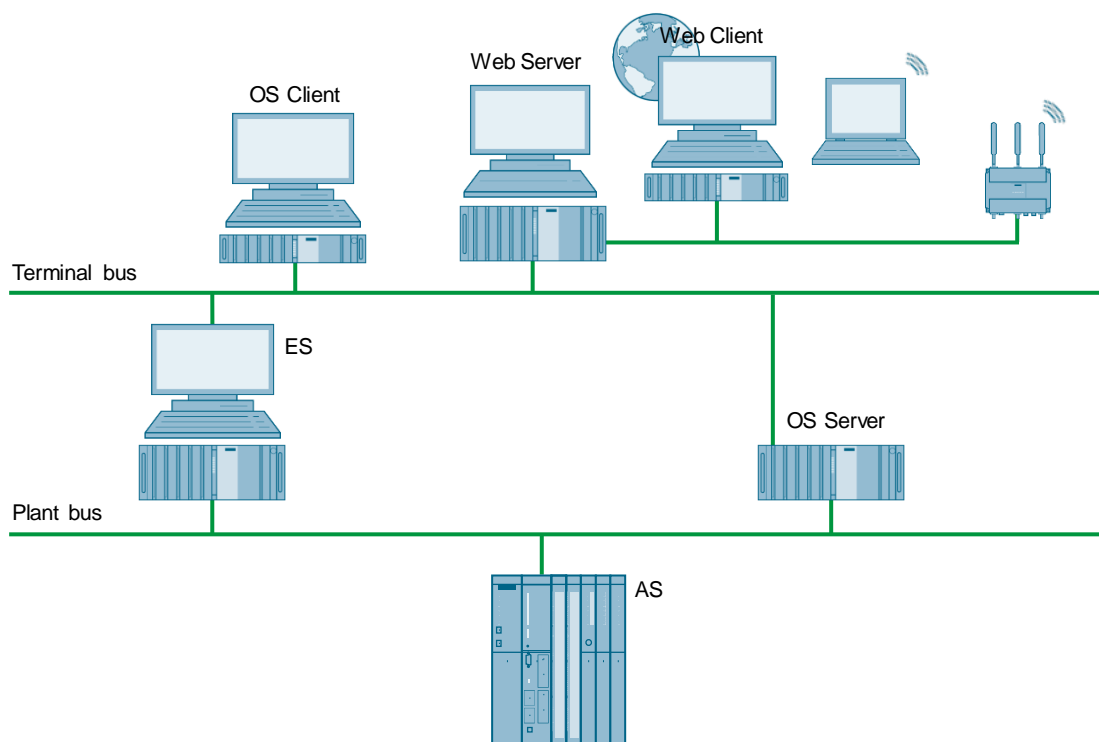 Web Client
Web Server
OS Client
Terminal bus
ES
OS Server
Plant bus
AS